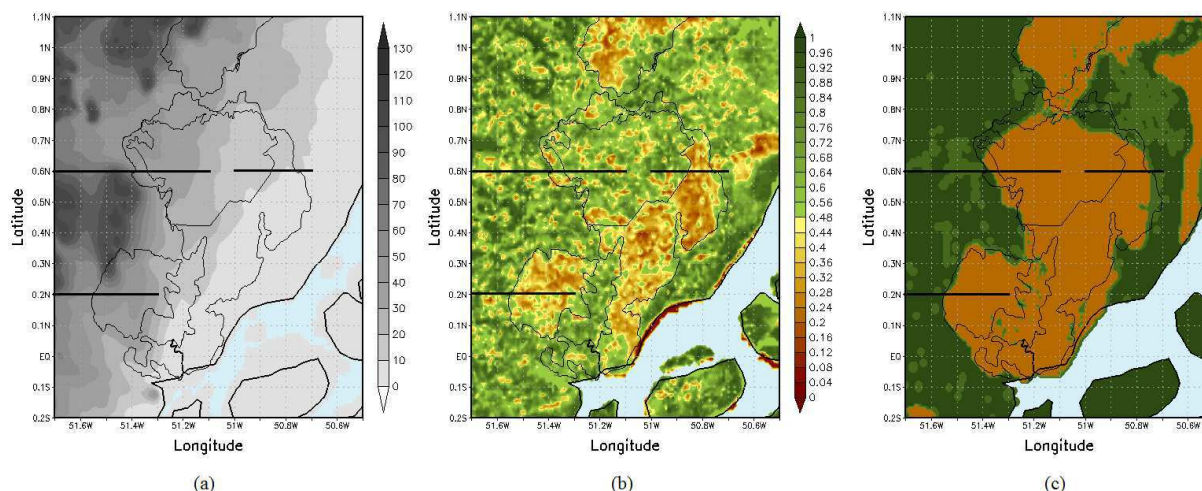 1.1N
1N
0.9N
0.8N
0.7N
0.6N
0.5N
0.4N
0.3N
0.2N
0.1N
EQ
0.1S
0.2S
Latitude
51.6W 51.4W 51.2W 51W 50.8W 50.6W
Longitude
130
120
110
100
90
80
70
60
50
40
30
20
10
0
(a)
1.1N
1N
0.9N
0.8N
0.7N
0.6N
0.5N
0.4N
0.3N
0.2N
0.1N
EQ
0.1S
0.2S
Latitude
51.6W 51.4W 51.2W 51W 50.8W 50.6W
Longitude
1
0.96
0.92
0.88
0.84
0.8
0.76
0.72
0.68
0.64
0.6
0.56
0.52
0.48
0.44
0.4
0.36
0.32
0.28
0.24
0.2
0.16
0.12
0.08
0.04
0
(b)
1.1N
1N
0.9N
0.8N
0.7N
0.6N
0.5N
0.4N
0.3N
0.2N
0.1N
EQ
0.1S
0.2S
Latitude
51.6W 51.4W 51.2W 51W 50.8W 50.6W
Longitude
(c)